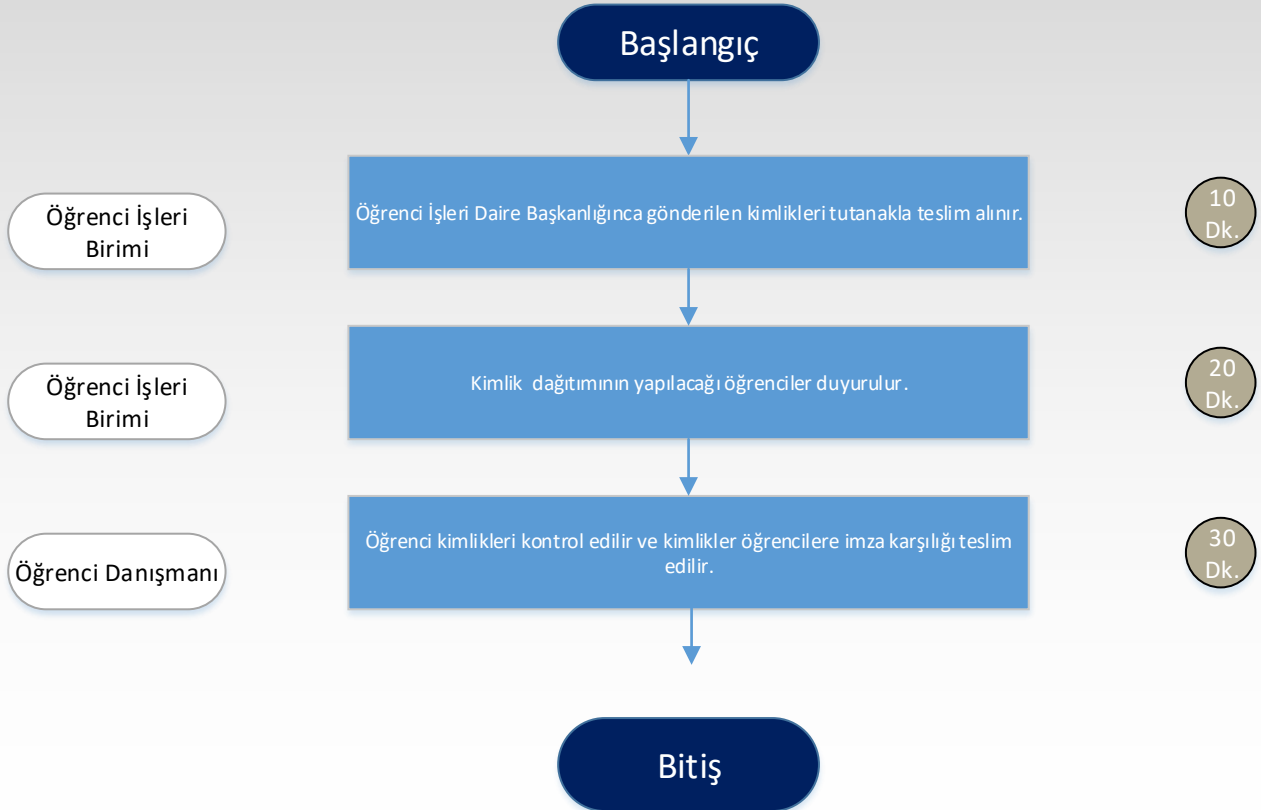 Başlangıç
Öğrenci İşleri
Birimi
Öğrenci İşleri Daire Başkanlığınca gönderilen kimlikleri tutanakla teslim alınır.
10
Dk.
Öğrenci İşleri
Birimi
Kimlik dağıtımının yapılacağı öğrenciler duyurulur.
20
Dk.
Öğrenci Danışmanı
Öğrenci kimlikleri kontrol edilir ve kimlikler öğrencilere imza karşılığı teslim
edilir.
30
Dk.
Bitiş